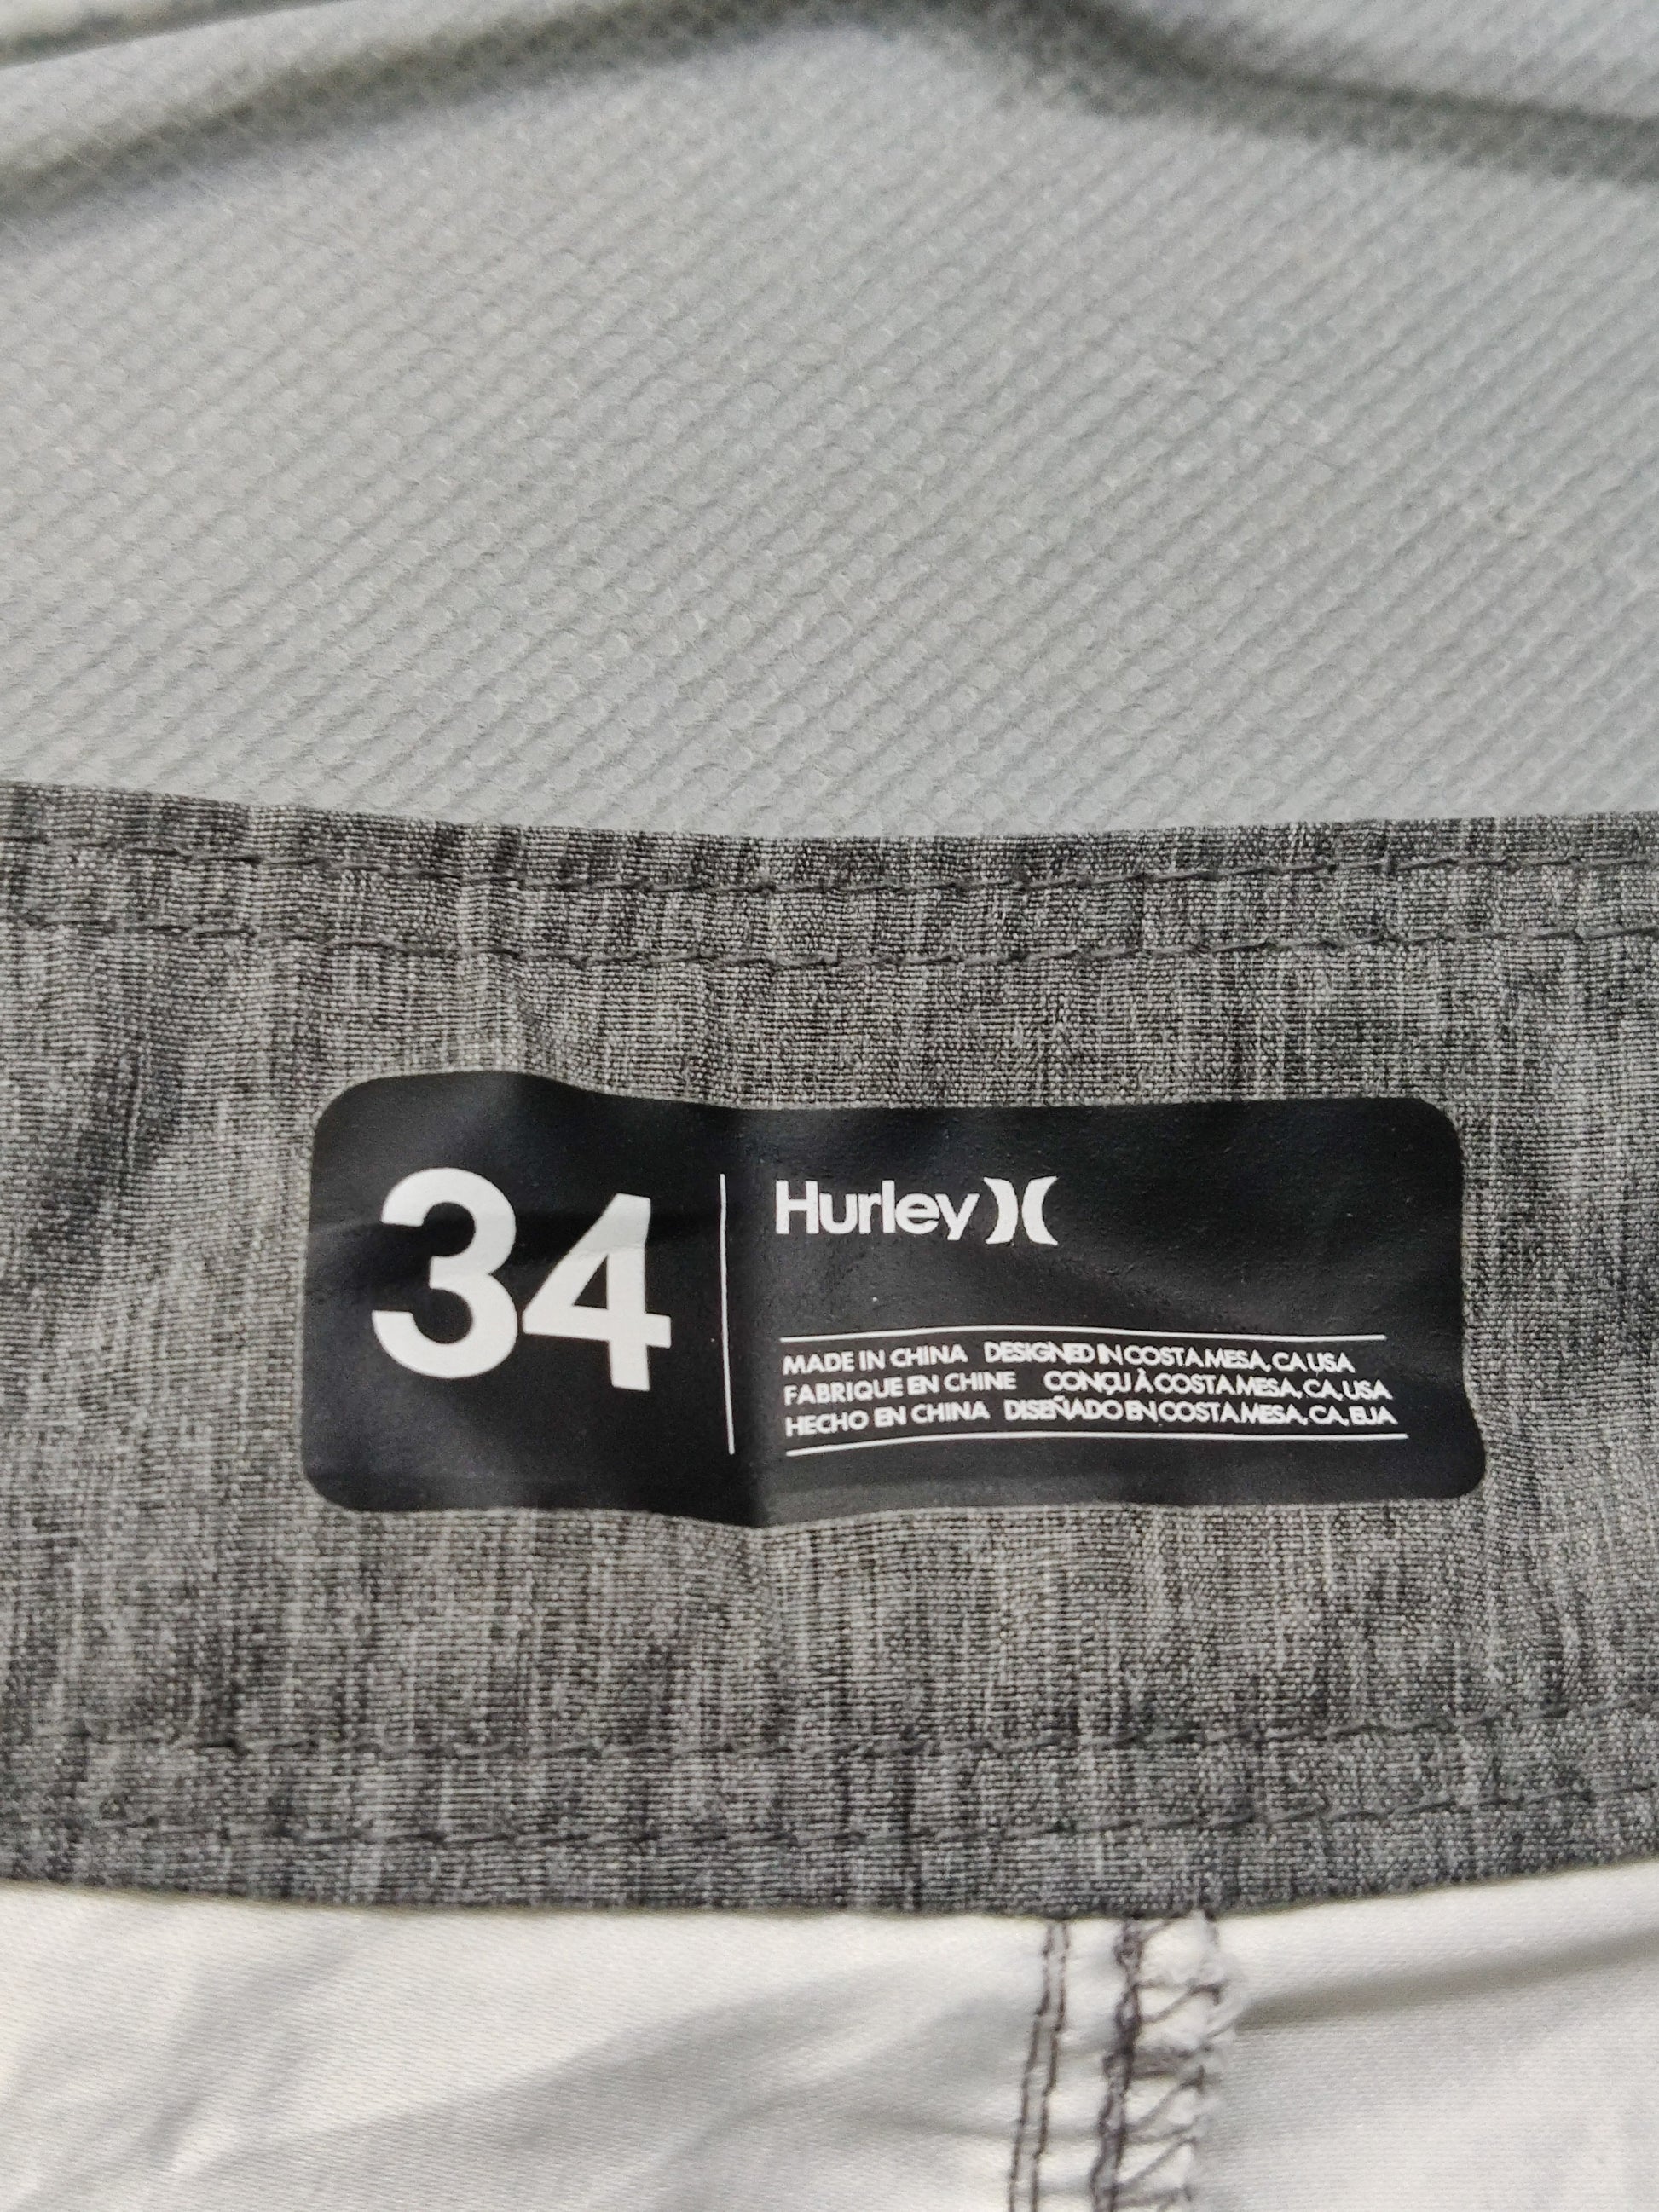 34
Hurley
MADE IN CHINA DESIGNED IN COSTA MESA, CA USA
FABRIQUE EN CHINE CONÇU À COSTA MESA, CA, USA
HECHO EN CHINA DISEÑADO EN COSTA MESA, CA, EUA